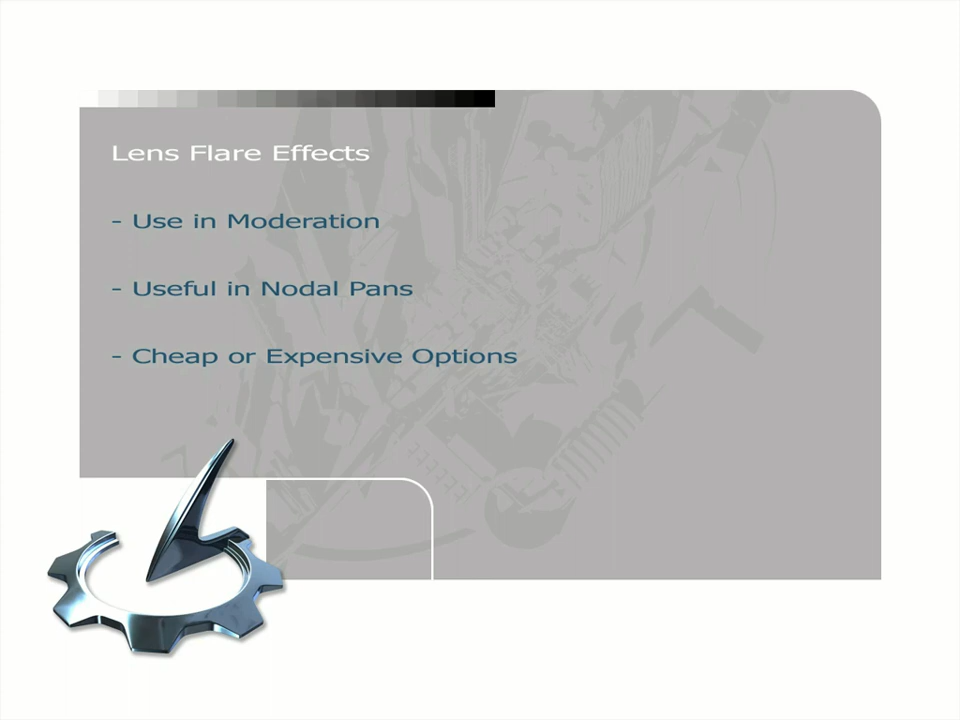 Lens Flare Effects
- Use in Moderation
- Useful in Nodal Pans
- Cheap or Expensive Options